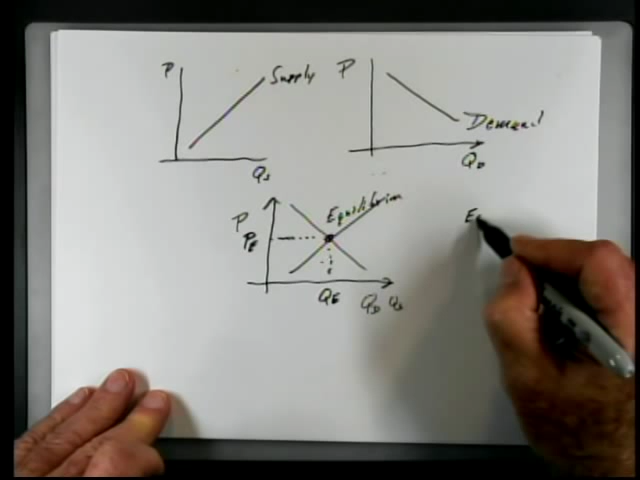 P Supply
Qs
P Demand
QD
P Equilibrium
PE
QE QD Qs
E